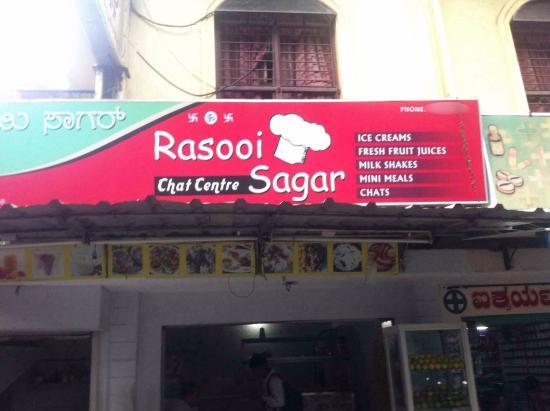 ಸಾಗರ್
PHONE:
Rasooi
Chat Centre Sagar
ICE CREAMS
FRESH FRUIT JUICES
MILK SHAKES
MINI MEALS
CHATS